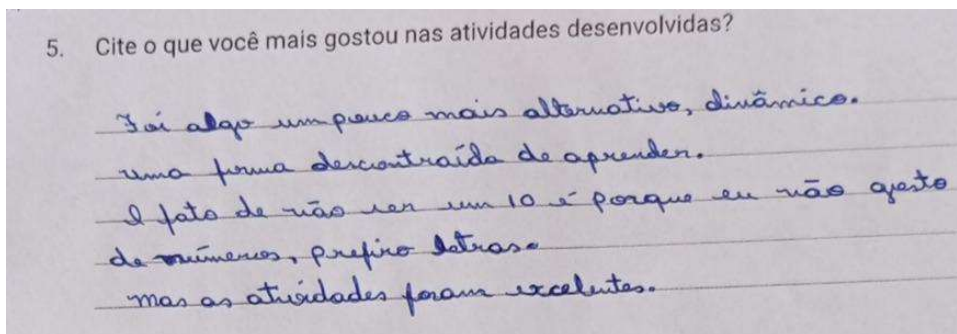 5. Cite o que você mais gostou nas atividades desenvolvidas?
Foi algo um pouco mais alternativo, dinâmico.
uma forma descontraída de aprender.
O fato de não ser um 10 é porque eu não gosto
de números, prefiro letras.
mas as atividades foram excelentes.